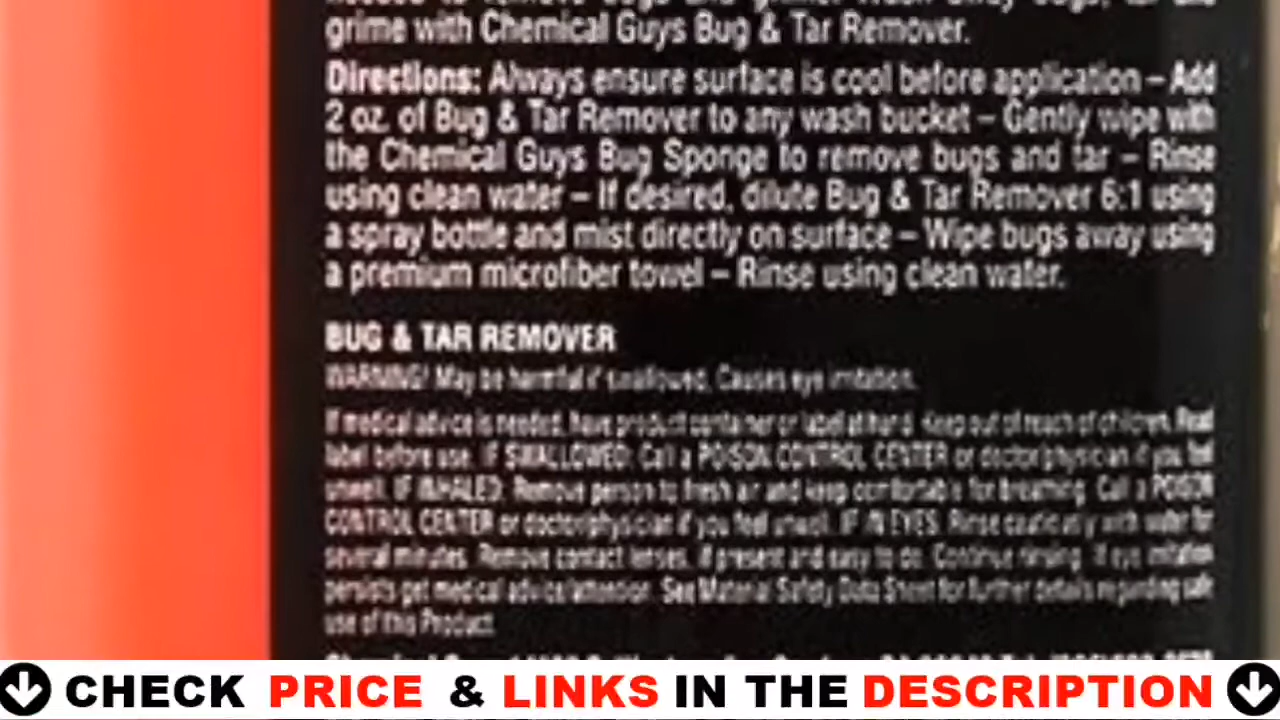 grime with Chemical Guys Bug & Tar Remover.
Directions: Always ensure surface is cool before application – Add
2 oz. of Bug & Tar Remover to any wash bucket – Gently wipe with
the Chemical Guys Bug Sponge to remove bugs and tar – Rinse
using clean water – If desired, dilute Bug & Tar Remover 6:1 using
a spray bottle and mist directly on surface – Wipe bugs away using
a premium microfiber towel – Rinse using clean water.
BUG & TAR REMOVER
WARNING! May be harmful if swallowed. Causes eye irritation.
If medical advice is needed, have product container or label at hand. Keep out of reach of children. Read
label before use. IF SWALLOWED: Call a POISON CONTROL CENTER or doctor/physician if you feel
unwell. IF INHALED: Remove person to fresh air and keep comfortable for breathing. Call a POISON
CONTROL CENTER or doctor/physician if you feel unwell. IF IN EYES: Rinse cautiously with water for
several minutes. Remove contact lenses, if present and easy to do. Continue rinsing. If eye irritation
persists get medical advice/attention. See Material Safety Data Sheet for further details regarding safe
use of this Product.
CHECK PRICE & LINKS IN THE DESCRIPTION